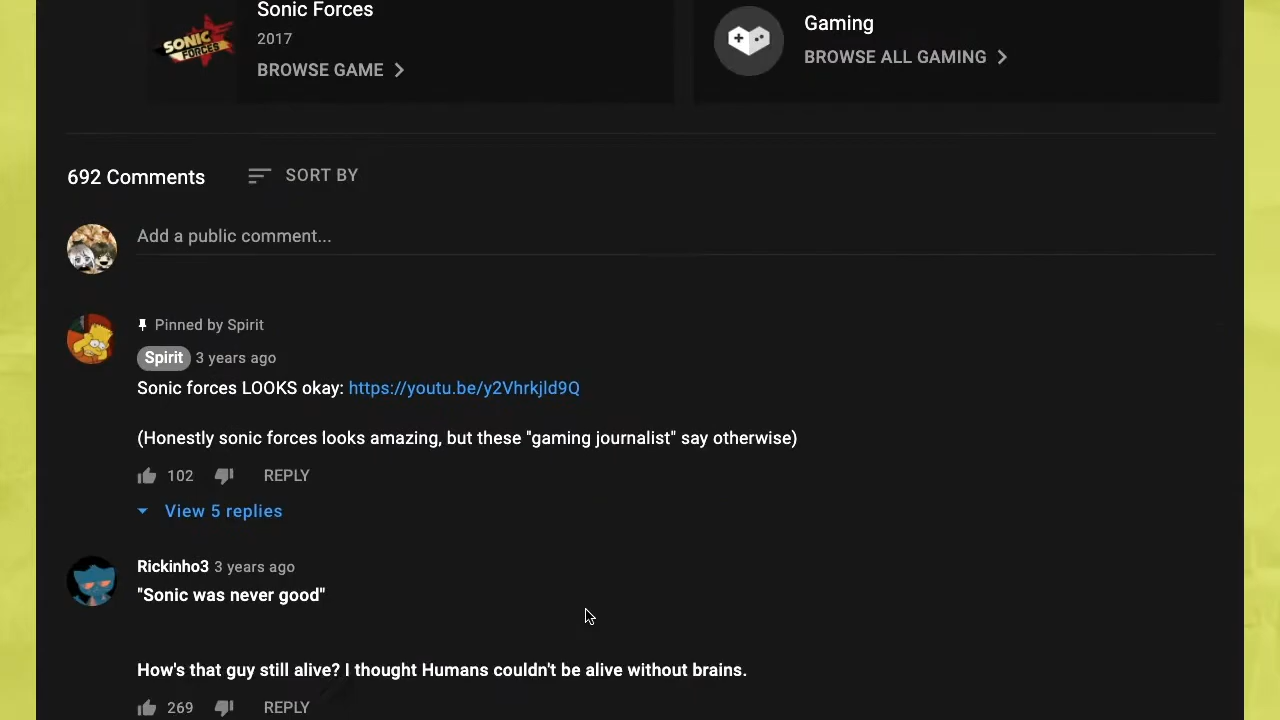 Sonic Forces
2017
BROWSE GAME
SONIC
FORCES
Gaming
BROWSE ALL GAMING
692 Comments
SORT BY
Add a public comment...
Pinned by Spirit
Spirit 3 years ago
Sonic forces LOOKS okay: https://youtu.be/y2Vhrkjld9Q
(Honestly sonic forces looks amazing, but these "gaming journalist" say otherwise)
102 REPLY
View 5 replies
Rickinho3 3 years ago
"Sonic was never good"
How's that guy still alive? I thought Humans couldn't be alive without brains.
269 REPLY